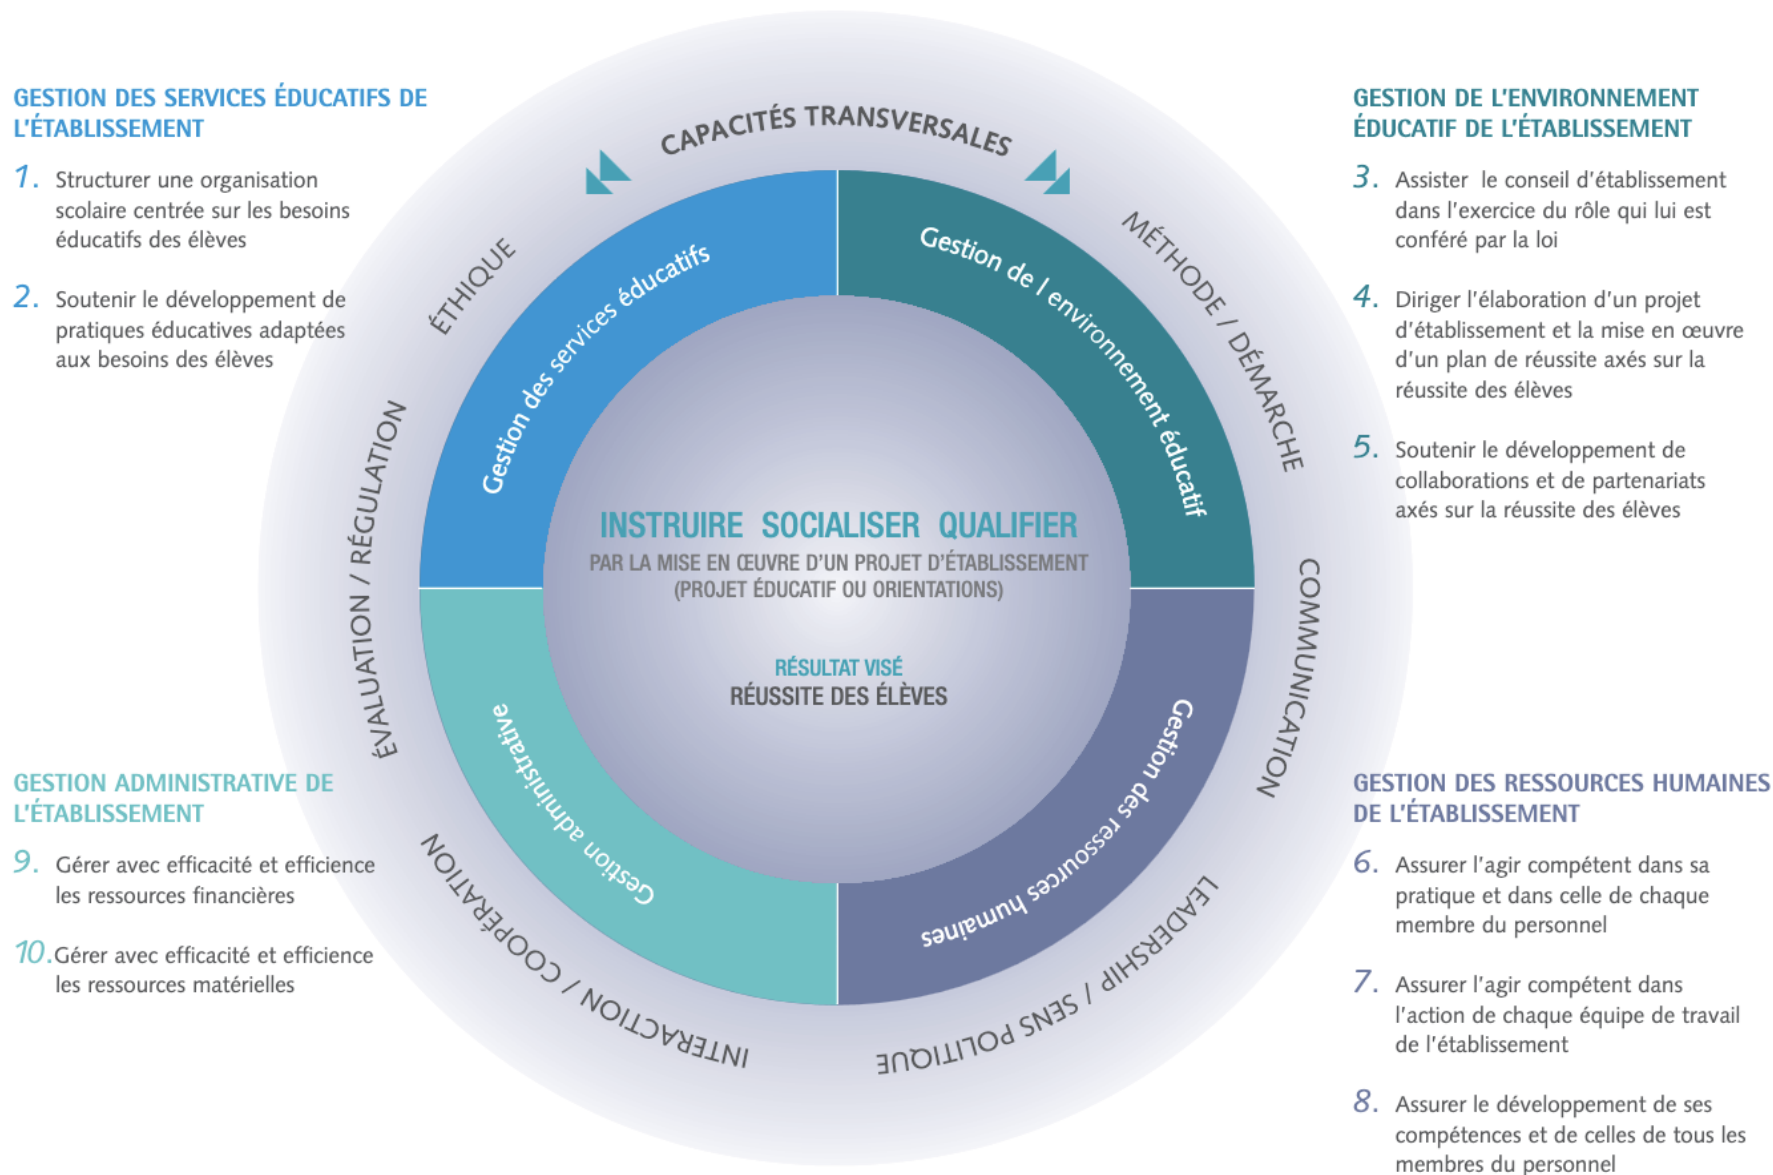 GESTION DES SERVICES ÉDUCATIFS DE
L'ÉTABLISSEMENT
1. Structurer une organisation
scolaire centrée sur les besoins
éducatifs des élèves
2. Soutenir le développement de
pratiques éducatives adaptées
aux besoins des élèves
CAPACITÉS TRANSVERSALES
ÉTHIQUE
MÉTHODE / DÉMARCHE
COMMUNICATION
LEADERSHIP / SENS POLITIQUE
INTERACTION / COOPÉRATION
ÉVALUATION / RÉGULATION
Gestion des services éducatifs
Gestion de l environnement éducatif
Gestion des ressources humaines
Gestion administrative
INSTRUIRE SOCIALISER QUALIFIER
PAR LA MISE EN ŒUVRE D'UN PROJET D'ÉTABLISSEMENT
(PROJET ÉDUCATIF OU ORIENTATIONS)
RÉSULTAT VISÉ
RÉUSSITE DES ÉLÈVES
GESTION DE L'ENVIRONNEMENT
ÉDUCATIF DE L'ÉTABLISSEMENT
3. Assister le conseil d'établissement
dans l'exercice du rôle qui lui est
conféré par la loi
4. Diriger l'élaboration d'un projet
d'établissement et la mise en œuvre
d'un plan de réussite axés sur la
réussite des élèves
5. Soutenir le développement de
collaborations et de partenariats
axés sur la réussite des élèves
GESTION DES RESSOURCES HUMAINES
DE L'ÉTABLISSEMENT
6. Assurer l'agir compétent dans sa
pratique et dans celle de chaque
membre du personnel
7. Assurer l'agir compétent dans
l'action de chaque équipe de travail
de l'établissement
8. Assurer le développement de ses
compétences et de celles de tous les
membres du personnel
GESTION ADMINISTRATIVE DE
L'ÉTABLISSEMENT
9. Gérer avec efficacité et efficience
les ressources financières
10. Gérer avec efficacité et efficience
les ressources matérielles